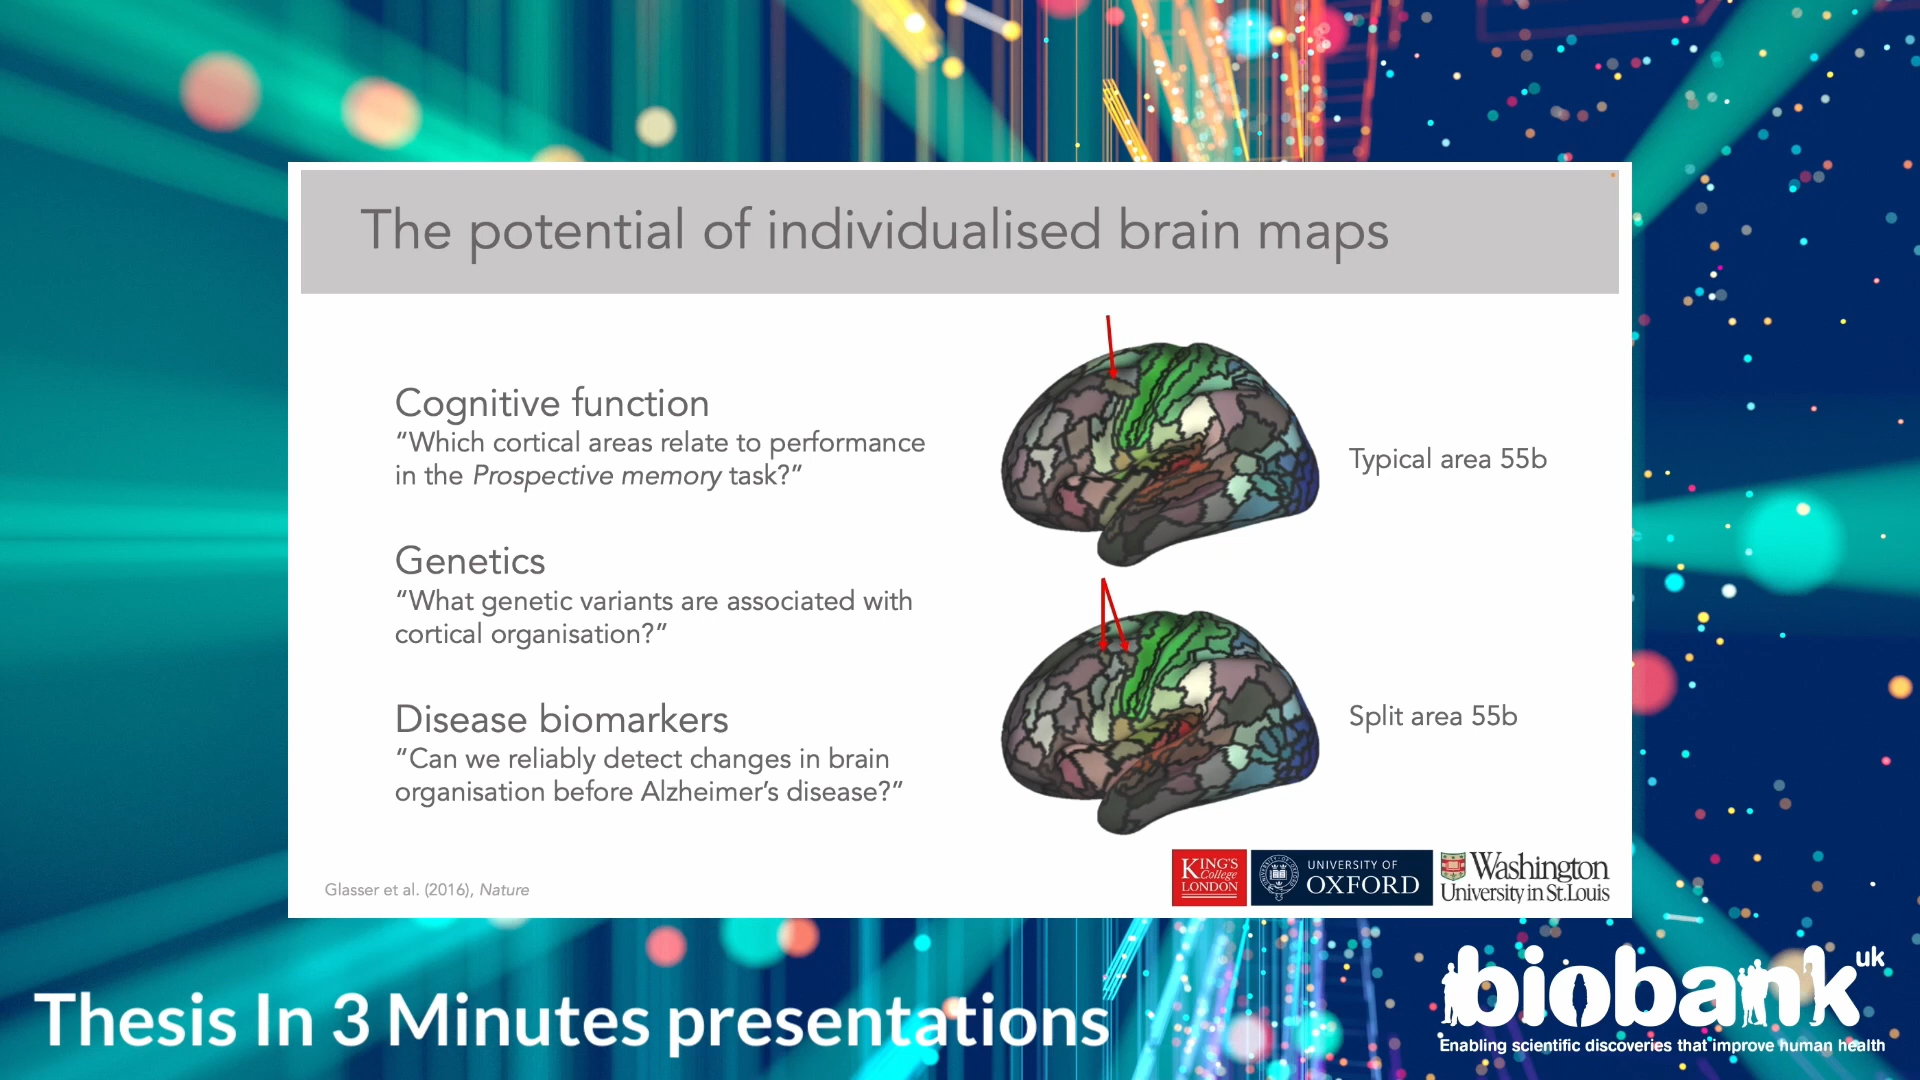 The potential of individualised brain maps
Cognitive function
“Which cortical areas relate to performance
in the Prospective memory task?”
Genetics
“What genetic variants are associated with
cortical organisation?”
Disease biomarkers
“Can we reliably detect changes in brain
organisation before Alzheimer’s disease?”
Typical area 55b
Split area 55b
Glasser et al. (2016), Nature
KING'S
College
LONDON
UNIVERSITY OF
OXFORD
Washington
University in St.Louis
Thesis In 3 Minutes presentations
biobank uk
Enabling scientific discoveries that improve human health